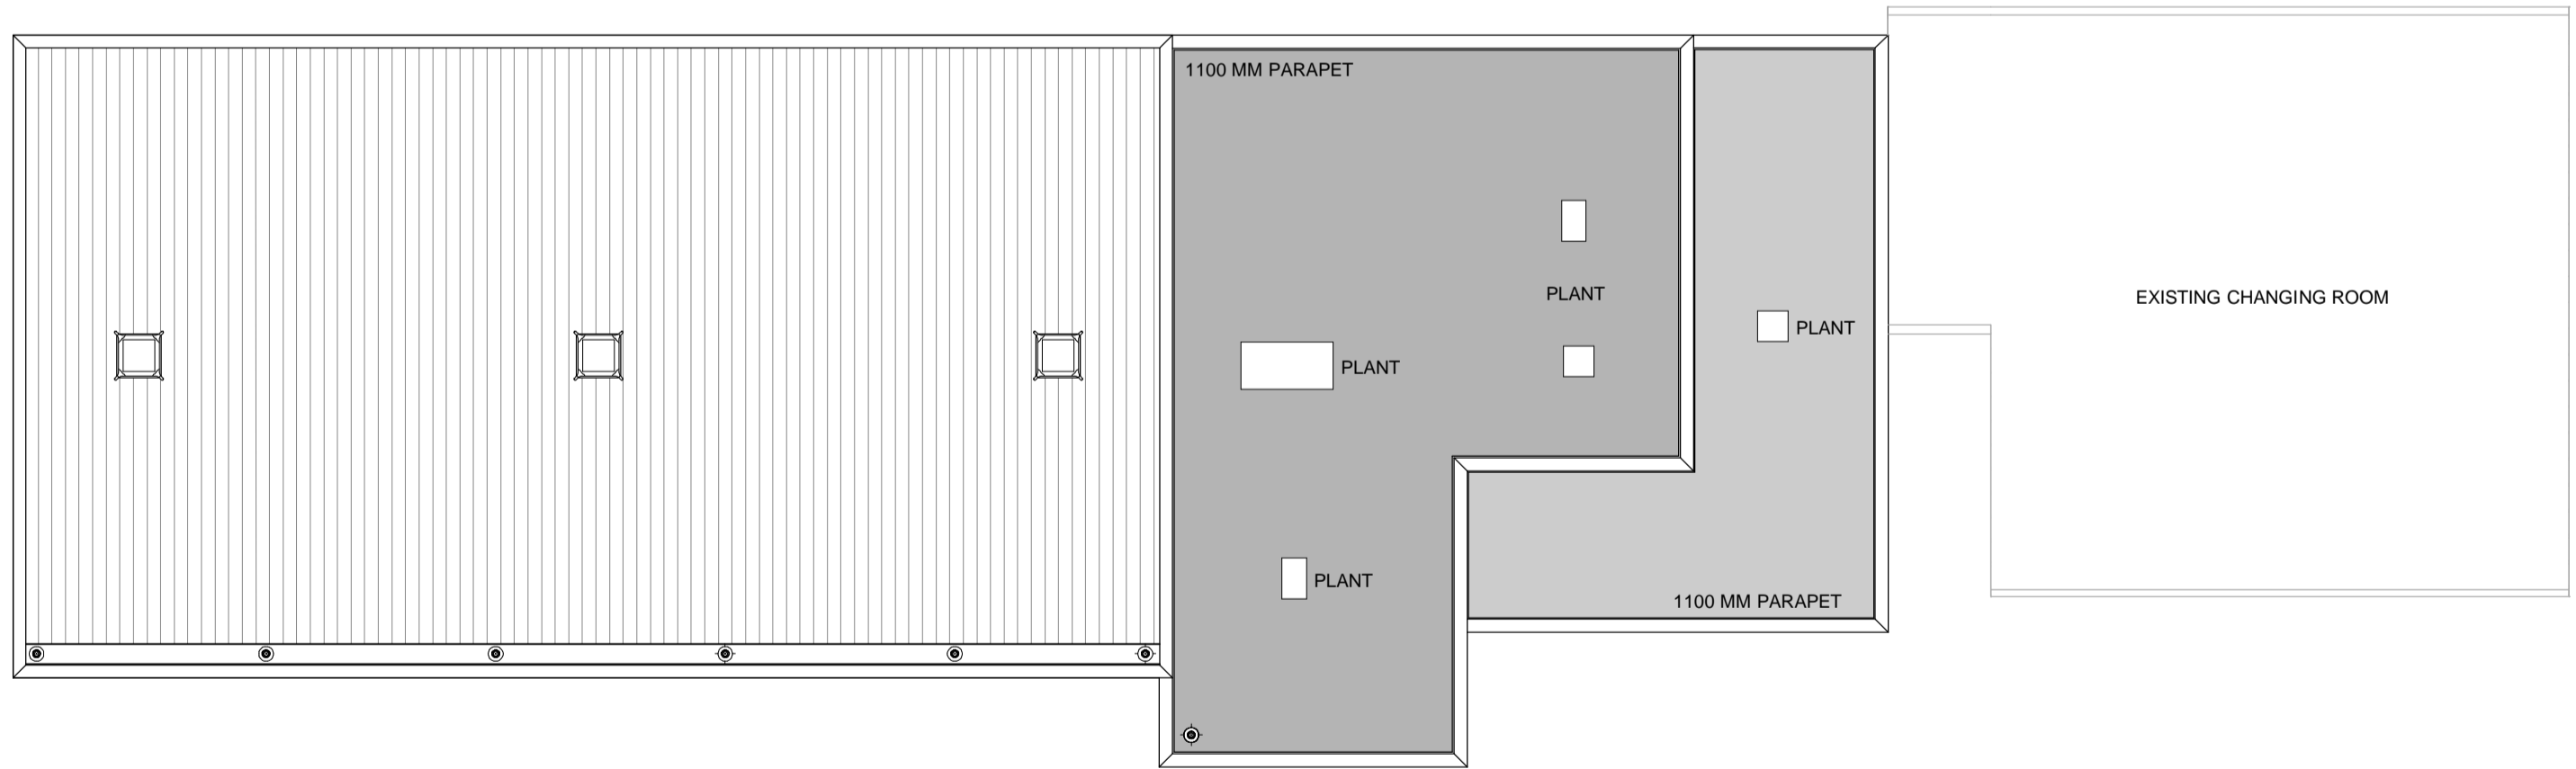 1100 MM PARAPET
PLANT
EXISTING CHANGING ROOM
PLANT
PLANT
PLANT
1100 MM PARAPET